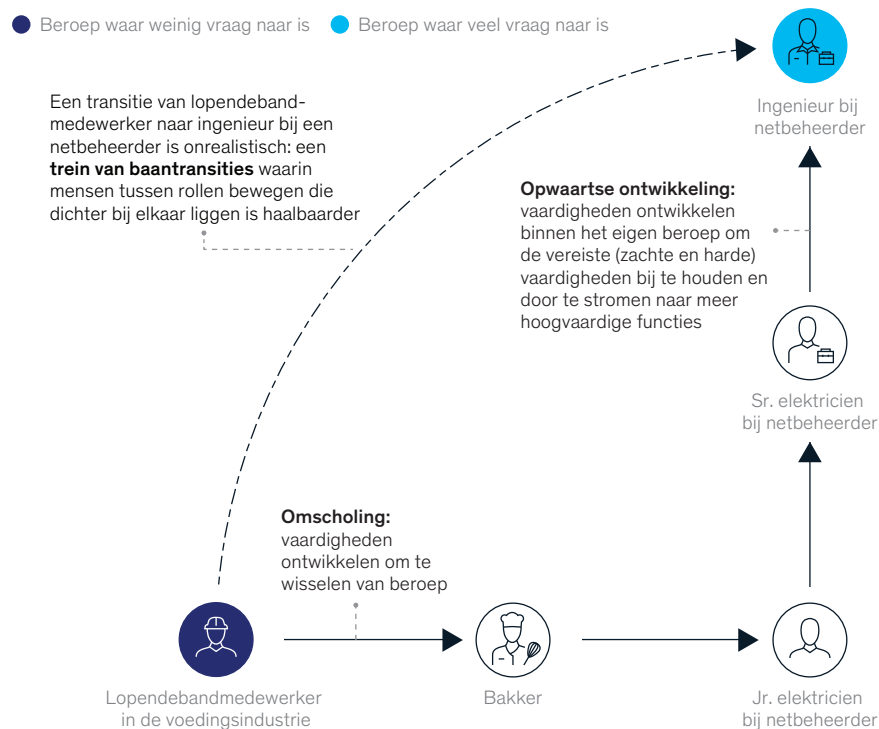 Beroep waar weinig vraag naar is
Beroep waar veel vraag naar is
Een transitie van lopendeband-
medewerker naar ingenieur bij een
netbeheerder is onrealistisch: een
trein van baantransities waarin
mensen tussen rollen bewegen die
dichter bij elkaar liggen is haalbaarder
Ingenieur bij
netbeheerder
Opwaartse ontwikkeling:
vaardigheden ontwikkelen
binnen het eigen beroep om
de vereiste (zachte en harde)
vaardigheden bij te houden en
door te stromen naar meer
hoogvaardige functies
Sr. elektricien
bij netbeheerder
Omscholing:
vaardigheden
ontwikkelen om te
wisselen van beroep
Lopendebandmedewerker
in de voedingsindustrie
Bakker
Jr. elektricien
bij netbeheerder